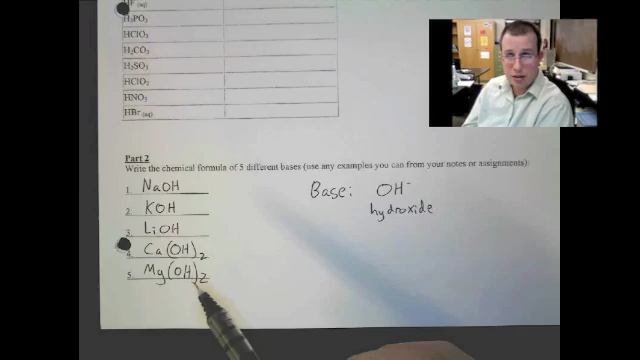 HF (aq)
H₃PO₃
HClO₃
H₂CO₃
H₂SO₃
HClO₂
HNO₃
HBr (aq)
Part 2
Write the chemical formula of 5 different bases (use any examples you can from your notes or assignments):
1. NaOH
2. KOH
3. LiOH
4. Ca(OH)₂
5. Mg(OH)₂
Base: OH⁻
hydroxide